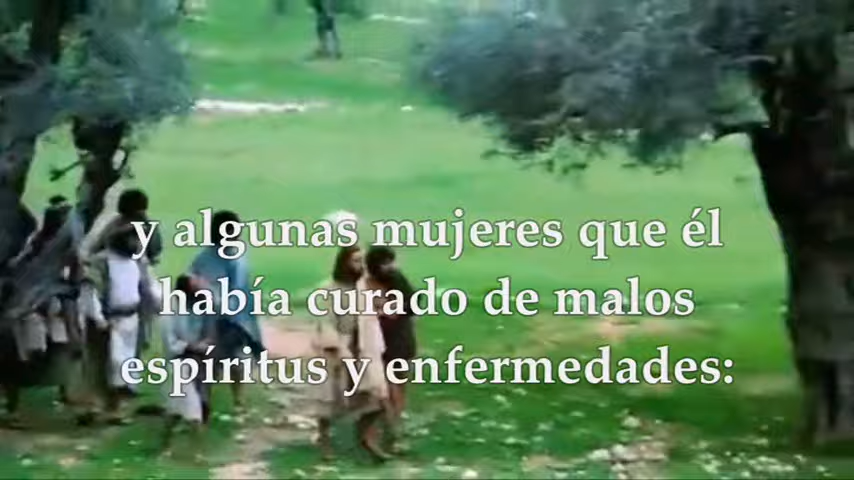 y algunas mujeres que él
había curado de malos
espíritus y enfermedades: